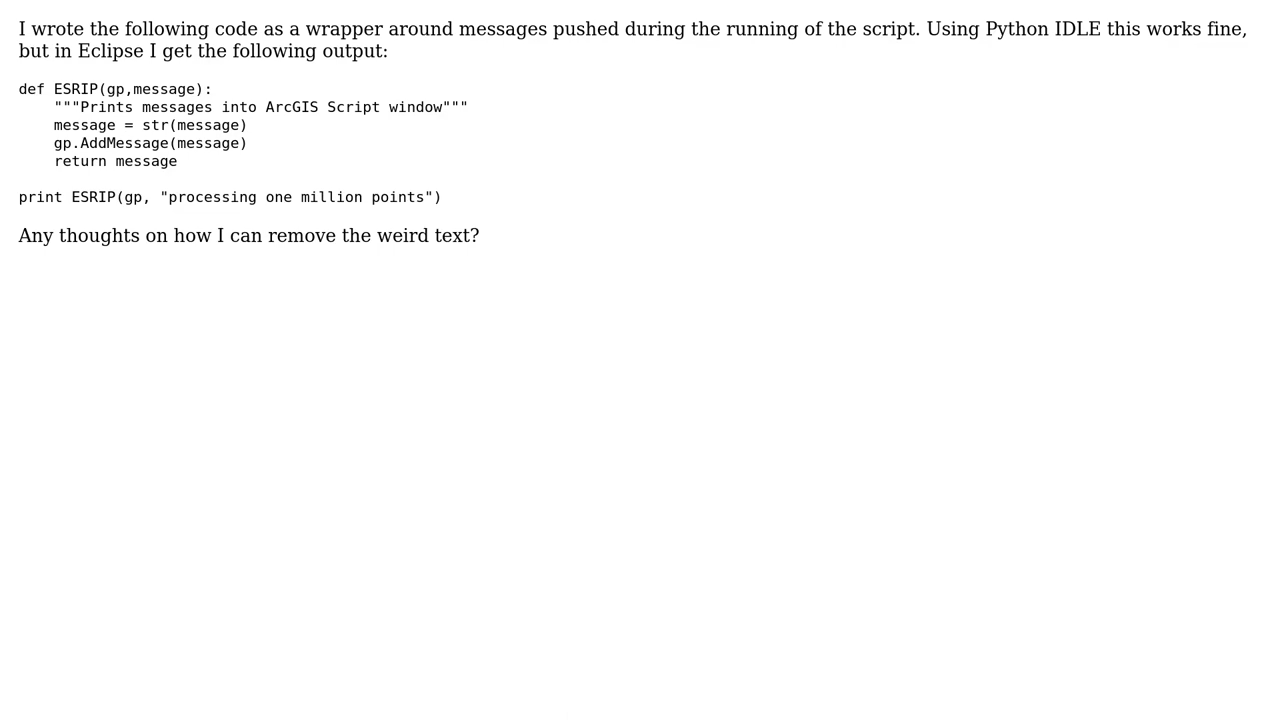 I wrote the following code as a wrapper around messages pushed during the running of the script. Using Python IDLE this works fine,
but in Eclipse I get the following output:
def ESRIP(gp,message):
    """Prints messages into ArcGIS Script window"""
    message = str(message)
    gp.AddMessage(message)
    return message
print ESRIP(gp, "processing one million points")
Any thoughts on how I can remove the weird text?